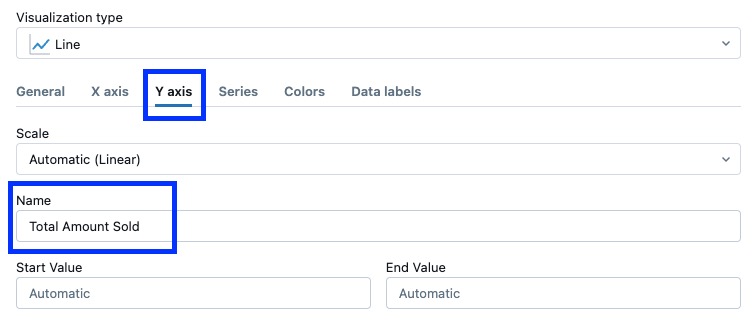 Visualization type
Line
General X axis Y axis Series Colors Data labels
Scale
Automatic (Linear)
Name
Total Amount Sold
Start Value End Value
Automatic Automatic